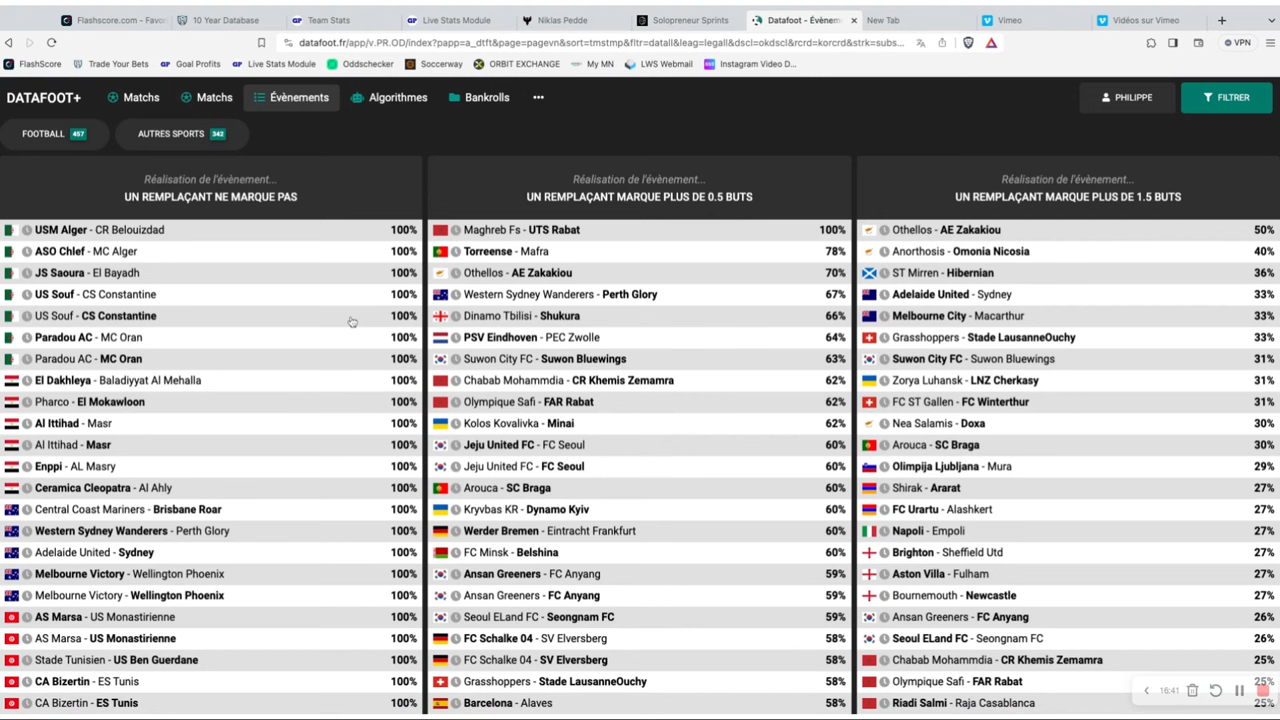 Flashscore.com - Favo
10 Year Database
Team Stats
Live Stats Module
Niklas Pedde
Solopreneur Sprints
Datafoot - Évènem
New Tab
Vimeo
Vidéos sur Vimeo
datafoot.fr/app/v.PR.OD/index?papp=a_dtft&page=pagevn&sort=tmstmp&fltr=datall&leag=legall&dscl=okdscl&rcrd=korcrd&strk=subs...
VPN
FlashScore
Trade Your Bets
Goal Profits
Live Stats Module
Oddschecker
Soccerway
ORBIT EXCHANGE
My MN
LWS Webmail
Instagram Video D...
DATAFOOT+
Matchs
Matchs
Évènements
Algorithmes
Bankrolls
PHILIPPE
FILTRER
FOOTBALL 457
AUTRES SPORTS 342
Réalisation de l'évènement...
UN REMPLAÇANT NE MARQUE PAS
USM Alger - CR Belouizdad 100%
ASO Chlef - MC Alger 100%
JS Saoura - El Bayadh 100%
US Souf - CS Constantine 100%
US Souf - CS Constantine 100%
Paradou AC - MC Oran 100%
Paradou AC - MC Oran 100%
El Dakhleya - Baladiyyat Al Mehalla 100%
Pharco - El Mokawloon 100%
Al Ittihad - Masr 100%
Al Ittihad - Masr 100%
Enppi - AL Masry 100%
Ceramica Cleopatra - Al Ahly 100%
Central Coast Mariners - Brisbane Roar 100%
Western Sydney Wanderers - Perth Glory 100%
Adelaide United - Sydney 100%
Melbourne Victory - Wellington Phoenix 100%
Melbourne Victory - Wellington Phoenix 100%
AS Marsa - US Monastirienne 100%
AS Marsa - US Monastirienne 100%
Stade Tunisien - US Ben Guerdane 100%
CA Bizertin - ES Tunis 100%
CA Bizertin - ES Tunis 100%
Réalisation de l'évènement...
UN REMPLAÇANT MARQUE PLUS DE 0.5 BUTS
Maghreb Fs - UTS Rabat 100%
Torreense - Mafra 78%
Othellos - AE Zakakiou 70%
Western Sydney Wanderers - Perth Glory 67%
Dinamo Tbilisi - Shukura 66%
PSV Eindhoven - PEC Zwolle 64%
Suwon City FC - Suwon Bluewings 63%
Chabab Mohammdia - CR Khemis Zemamra 62%
Olympique Safi - FAR Rabat 62%
Kolos Kovalivka - Minai 62%
Jeju United FC - FC Seoul 60%
Jeju United FC - FC Seoul 60%
Arouca - SC Braga 60%
Kryvbas KR - Dynamo Kyiv 60%
Werder Bremen - Eintracht Frankfurt 60%
FC Minsk - Belshina 60%
Ansan Greeners - FC Anyang 59%
Ansan Greeners - FC Anyang 59%
Seoul ELand FC - Seongnam FC 59%
FC Schalke 04 - SV Elversberg 58%
FC Schalke 04 - SV Elversberg 58%
Grasshoppers - Stade LausanneOuchy 58%
Barcelona - Alaves 58%
Réalisation de l'évènement...
UN REMPLAÇANT MARQUE PLUS DE 1.5 BUTS
Othellos - AE Zakakiou 50%
Anorthosis - Omonia Nicosia 40%
ST Mirren - Hibernian 36%
Adelaide United - Sydney 33%
Melbourne City - Macarthur 33%
Grasshoppers - Stade LausanneOuchy 33%
Suwon City FC - Suwon Bluewings 31%
Zorya Luhansk - LNZ Cherkasy 31%
FC ST Gallen - FC Winterthur 31%
Nea Salamis - Doxa 30%
Arouca - SC Braga 30%
Olimpija Ljubljana - Mura 29%
Shirak - Ararat 27%
FC Urartu - Alashkert 27%
Napoli - Empoli 27%
Brighton - Sheffield Utd 27%
Aston Villa - Fulham 27%
Bournemouth - Newcastle 27%
Ansan Greeners - FC Anyang 26%
Seoul ELand FC - Seongnam FC 26%
Chabab Mohammdia - CR Khemis Zemamra 25%
Olympique Safi - FAR Rabat 25%
Riadi Salmi - Raja Casablanca 25%
16:41